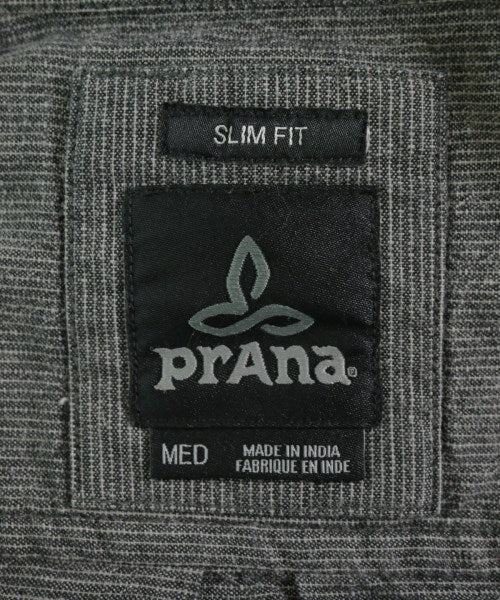 SLIM FIT
prAna®
MED
MADE IN INDIA
FABRIQUE EN INDE